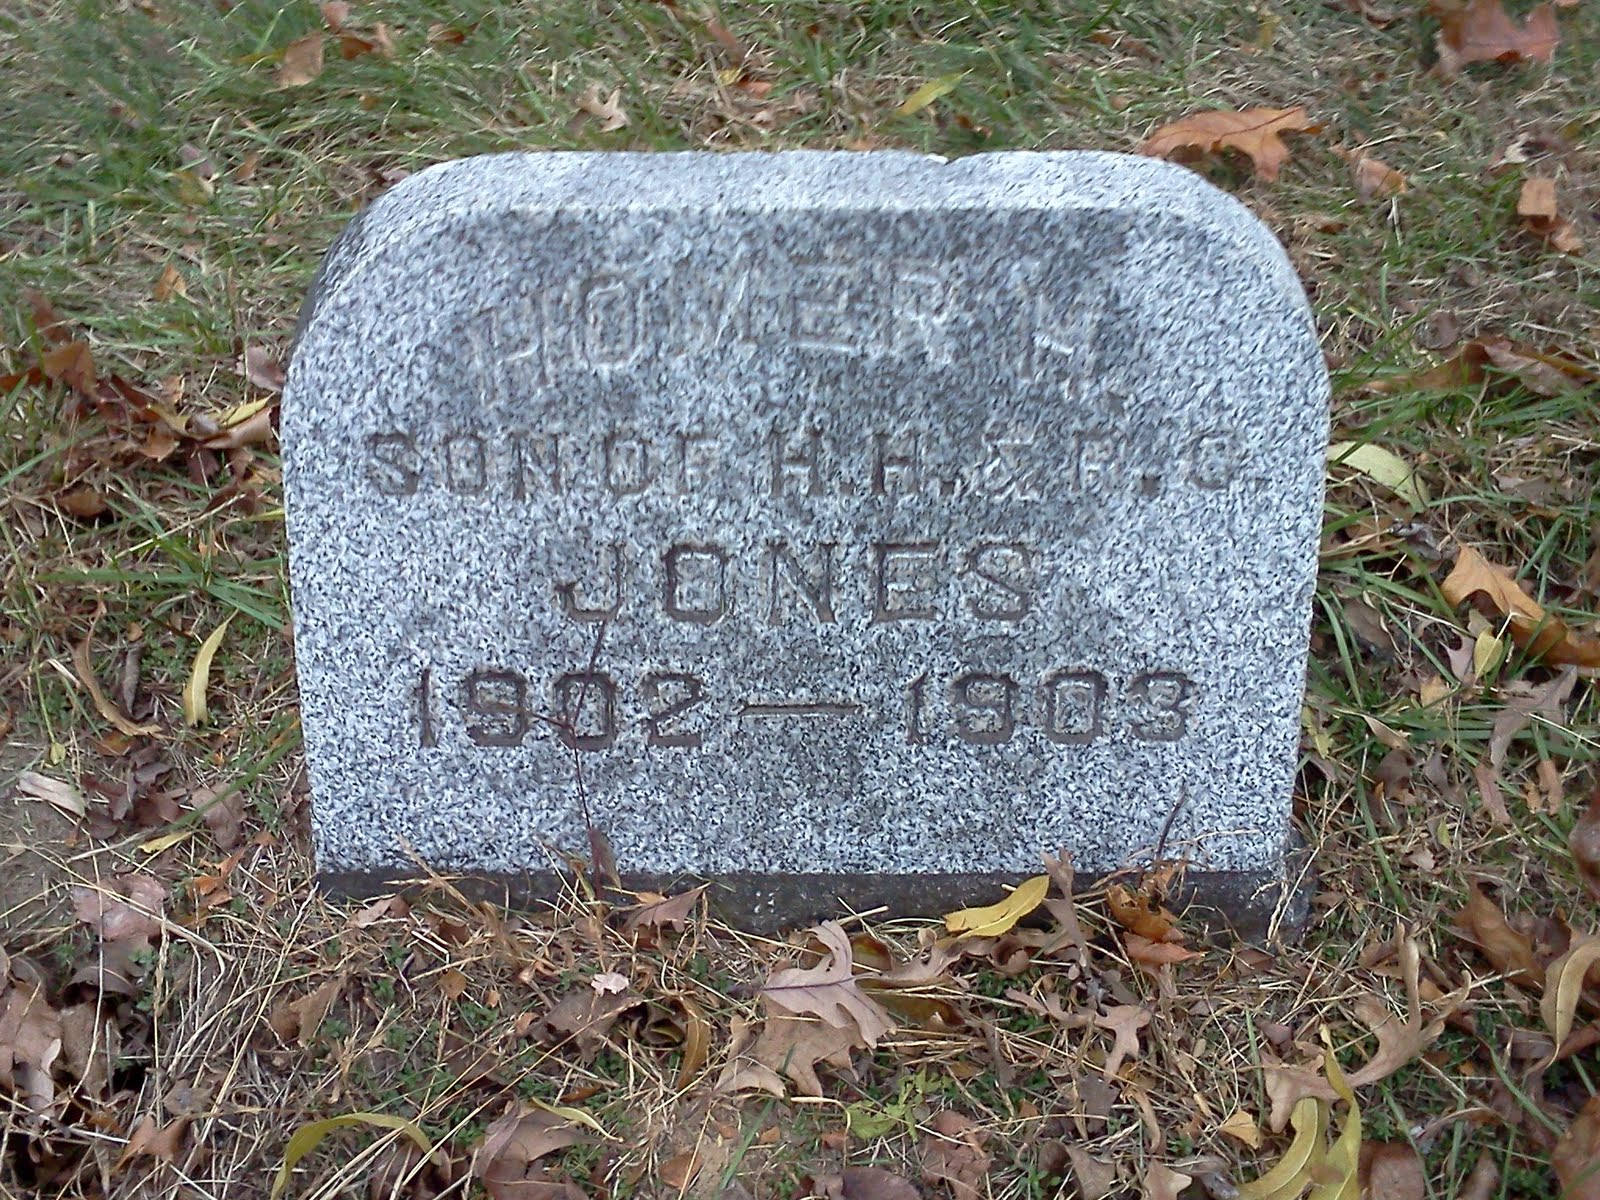 HOMER H.
SON OF H.H. & R.C.
JONES
1902 — 1903